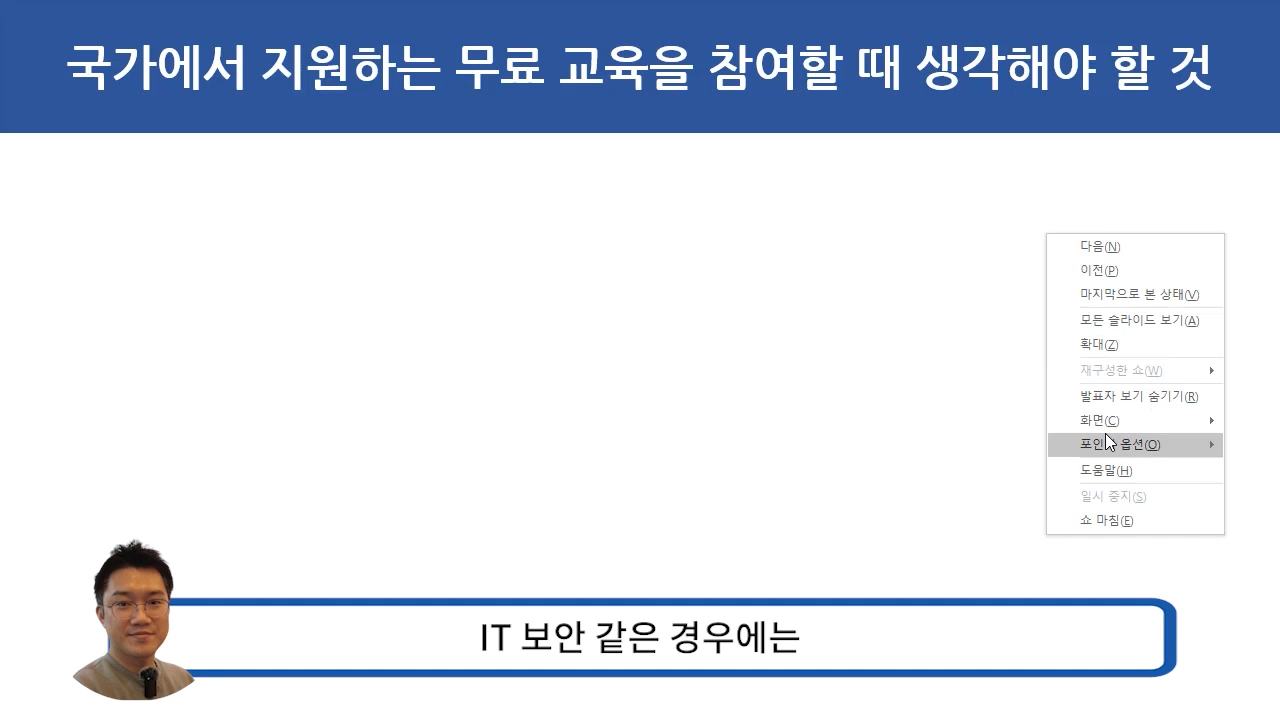 국가에서 지원하는 무료 교육을 참여할 때 생각해야 할 것
다음(N)
이전(P)
마지막으로 본 상태(V)
모든 슬라이드 보기(A)
확대(Z)
재구성한 쇼(W)
발표자 보기 숨기기(R)
화면(C)
포인터 옵션(O)
도움말(H)
일시 중지(S)
쇼 마침(E)
IT 보안 같은 경우에는